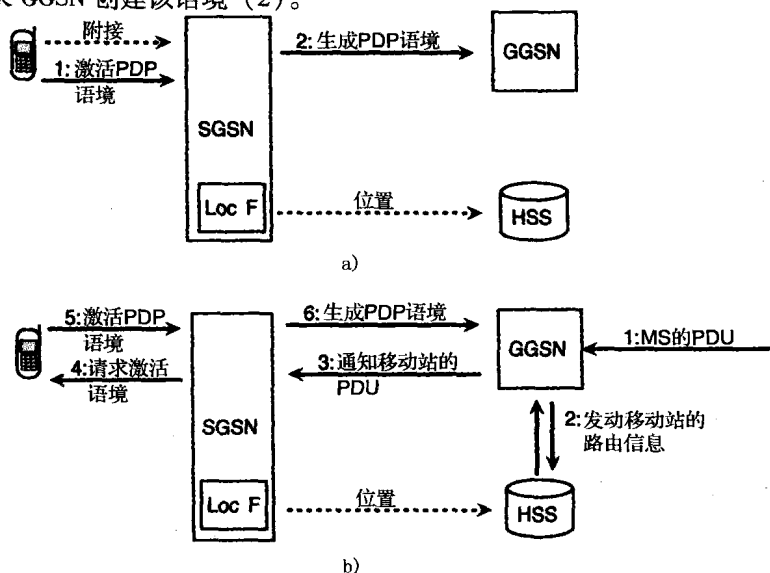 GGSN 创建该语境（2）。
附接
1:激活PDP
语境
2:生成PDP语境
GGSN
SGSN
Loc F
位置
HSS
a)
5:激活PDP
语境
4:请求激活
语境
6:生成PDP语境
3:通知移动站的
PDU
GGSN
1:MS的PDU
2:发动移动站的
路由信息
SGSN
Loc F
位置
HSS
b)